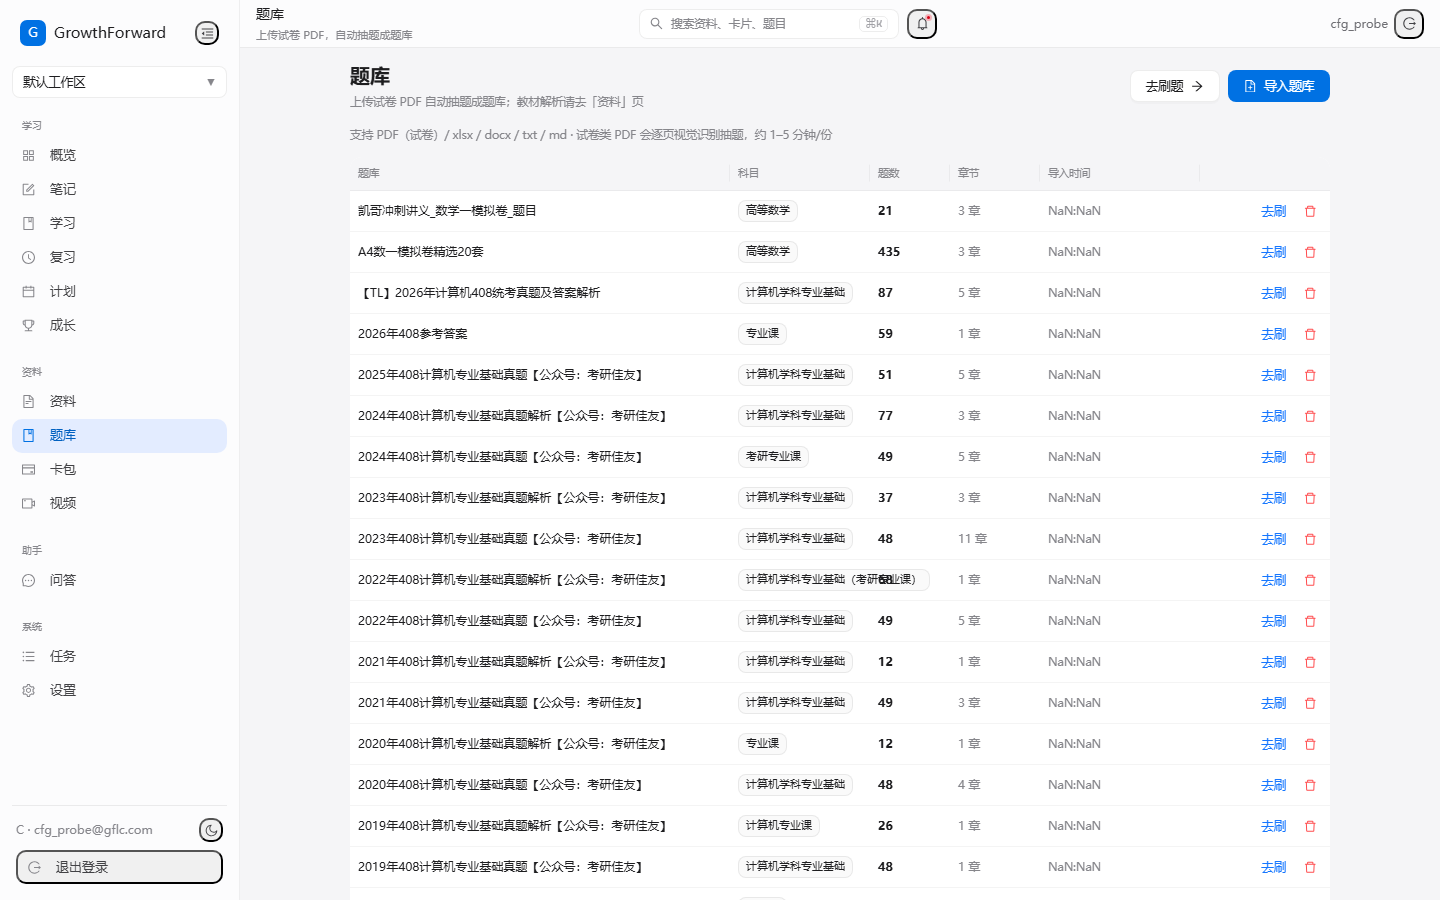 G GrowthForward
默认工作区 ▼
学习
概览
笔记
学习
复习
计划
成长
资料
资料
题库
卡包
视频
助手
问答
系统
任务
设置
C · cfg_probe@gflc.com
退出登录
题库
上传试卷 PDF，自动抽题成题库
搜索资料、卡片、题目 ⌘K
cfg_probe
题库
上传试卷 PDF 自动抽题成题库；教材解析请去「资料」页
去刷题 →
导入题库
支持 PDF（试卷）/ xlsx / docx / txt / md · 试卷类 PDF 会逐页视觉识别抽题，约 1–5 分钟/份
题库 科目 题数 章节 导入时间
凯哥冲刺讲义_数学一模拟卷_题目 高等数学 21 3 章 NaN:NaN 去刷
A4数一模拟卷精选20套 高等数学 435 3 章 NaN:NaN 去刷
【TL】2026年计算机408统考真题及答案解析 计算机学科专业基础 87 5 章 NaN:NaN 去刷
2026年408参考答案 专业课 59 1 章 NaN:NaN 去刷
2025年408计算机专业基础真题【公众号：考研佳友】 计算机学科专业基础 51 5 章 NaN:NaN 去刷
2024年408计算机专业基础真题解析【公众号：考研佳友】 计算机学科专业基础 77 3 章 NaN:NaN 去刷
2024年408计算机专业基础真题【公众号：考研佳友】 考研专业课 49 5 章 NaN:NaN 去刷
2023年408计算机专业基础真题解析【公众号：考研佳友】 计算机学科专业基础 37 3 章 NaN:NaN 去刷
2023年408计算机专业基础真题【公众号：考研佳友】 计算机学科专业基础 48 11 章 NaN:NaN 去刷
2022年408计算机专业基础真题解析【公众号：考研佳友】 计算机学科专业基础（考研专业课） 68 1 章 NaN:NaN 去刷
2022年408计算机专业基础真题【公众号：考研佳友】 计算机学科专业基础 49 5 章 NaN:NaN 去刷
2021年408计算机专业基础真题解析【公众号：考研佳友】 计算机学科专业基础 12 1 章 NaN:NaN 去刷
2021年408计算机专业基础真题【公众号：考研佳友】 计算机学科专业基础 49 3 章 NaN:NaN 去刷
2020年408计算机专业基础真题解析【公众号：考研佳友】 专业课 12 1 章 NaN:NaN 去刷
2020年408计算机专业基础真题【公众号：考研佳友】 计算机学科专业基础 48 4 章 NaN:NaN 去刷
2019年408计算机专业基础真题解析【公众号：考研佳友】 计算机专业课 26 1 章 NaN:NaN 去刷
2019年408计算机专业基础真题【公众号：考研佳友】 计算机学科专业基础 48 1 章 NaN:NaN 去刷